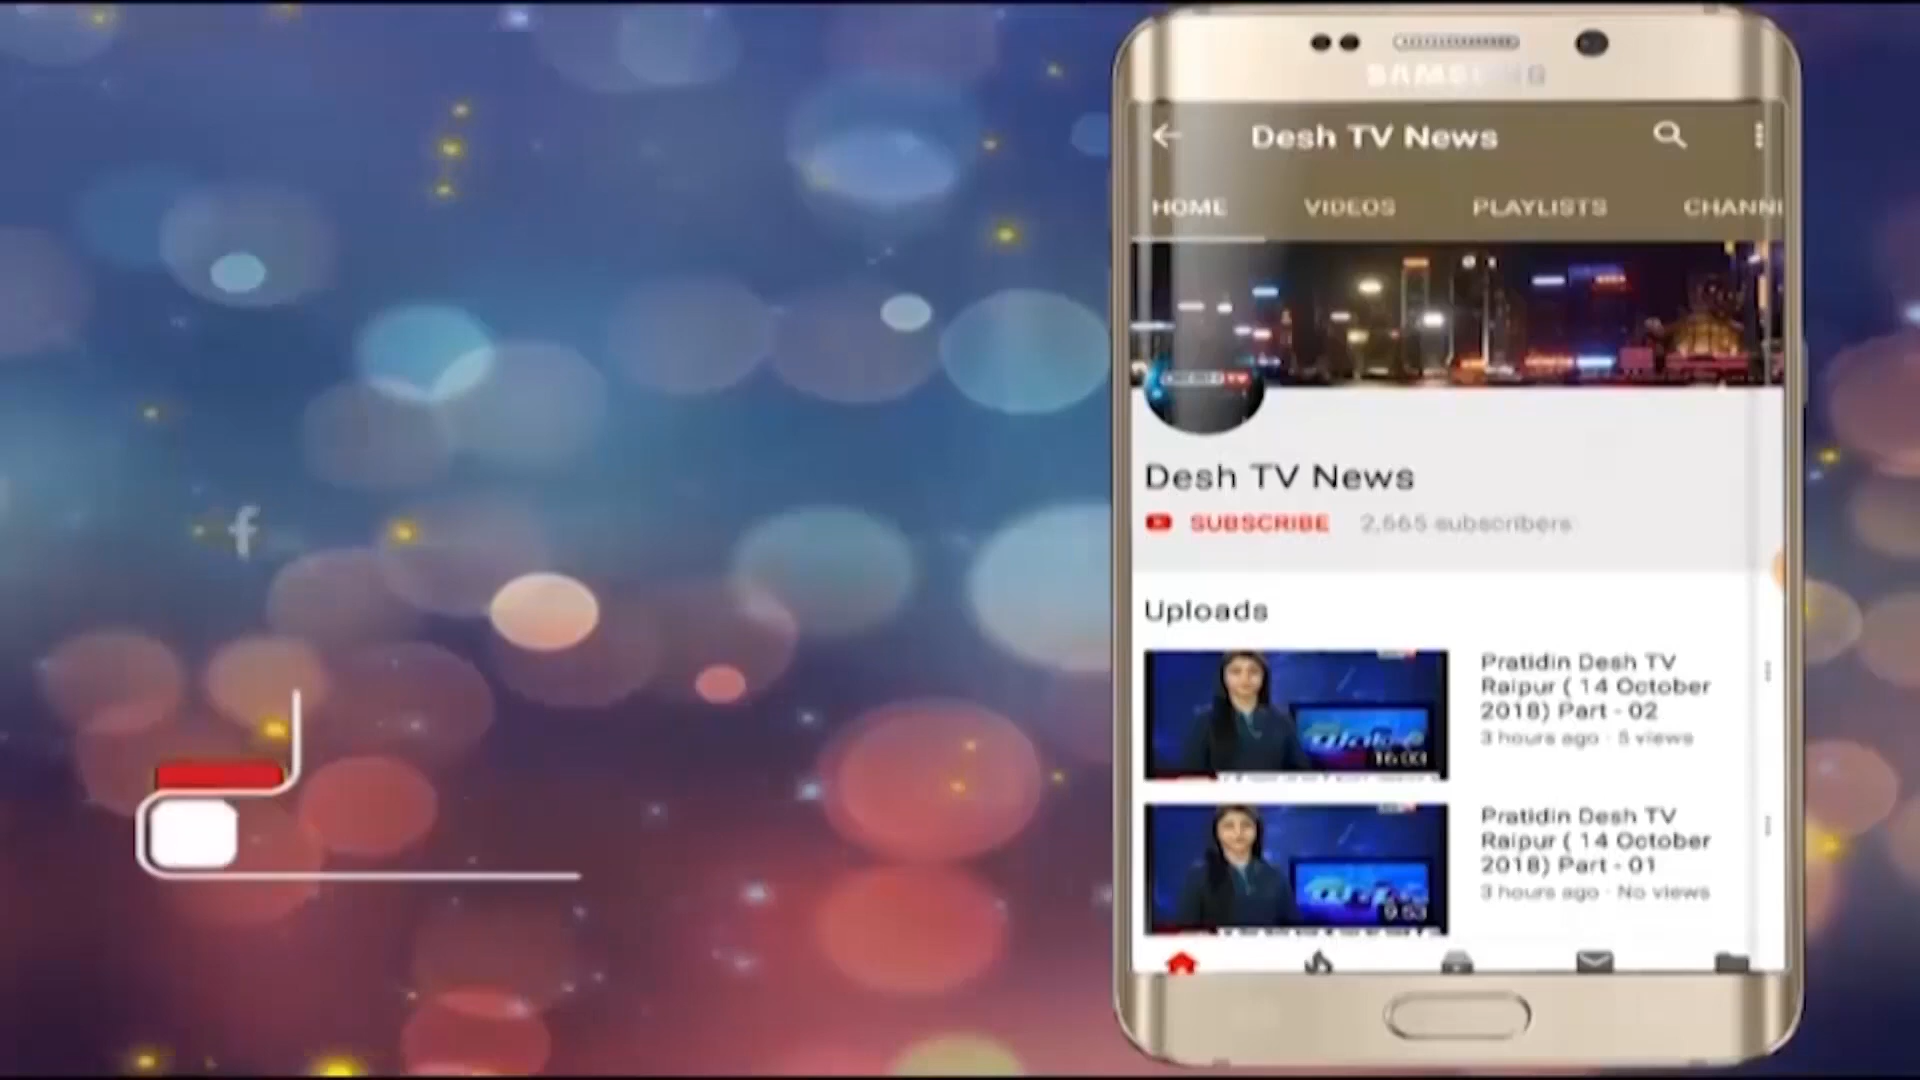 SAMSUNG
Desh TV News
HOME VIDEOS PLAYLISTS CHANN
Desh TV News
SUBSCRIBE 2,565 subscribers
Uploads
Pratidin Desh TV
Raipur ( 14 October
2018) Part - 02
3 hours ago · 5 views
16:00
Pratidin Desh TV
Raipur ( 14 October
2018) Part - 01
3 hours ago · No views
9:53
f